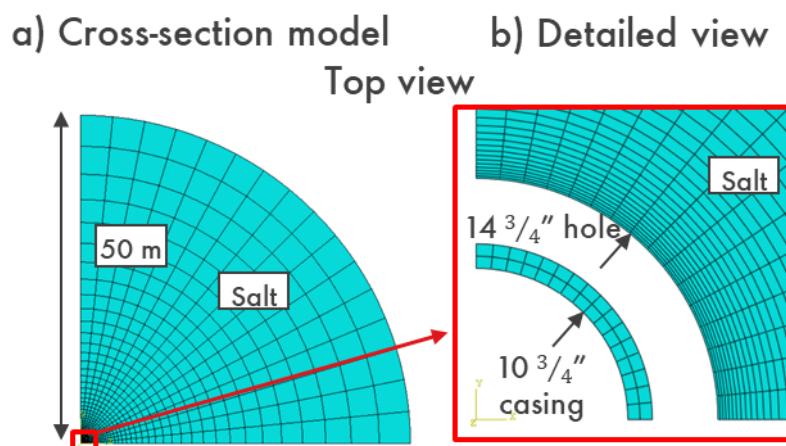 a) Cross-section model
b) Detailed view
Top view
50 m
Salt
Salt
14 3/4" hole
10 3/4"
casing
Y
Z
X